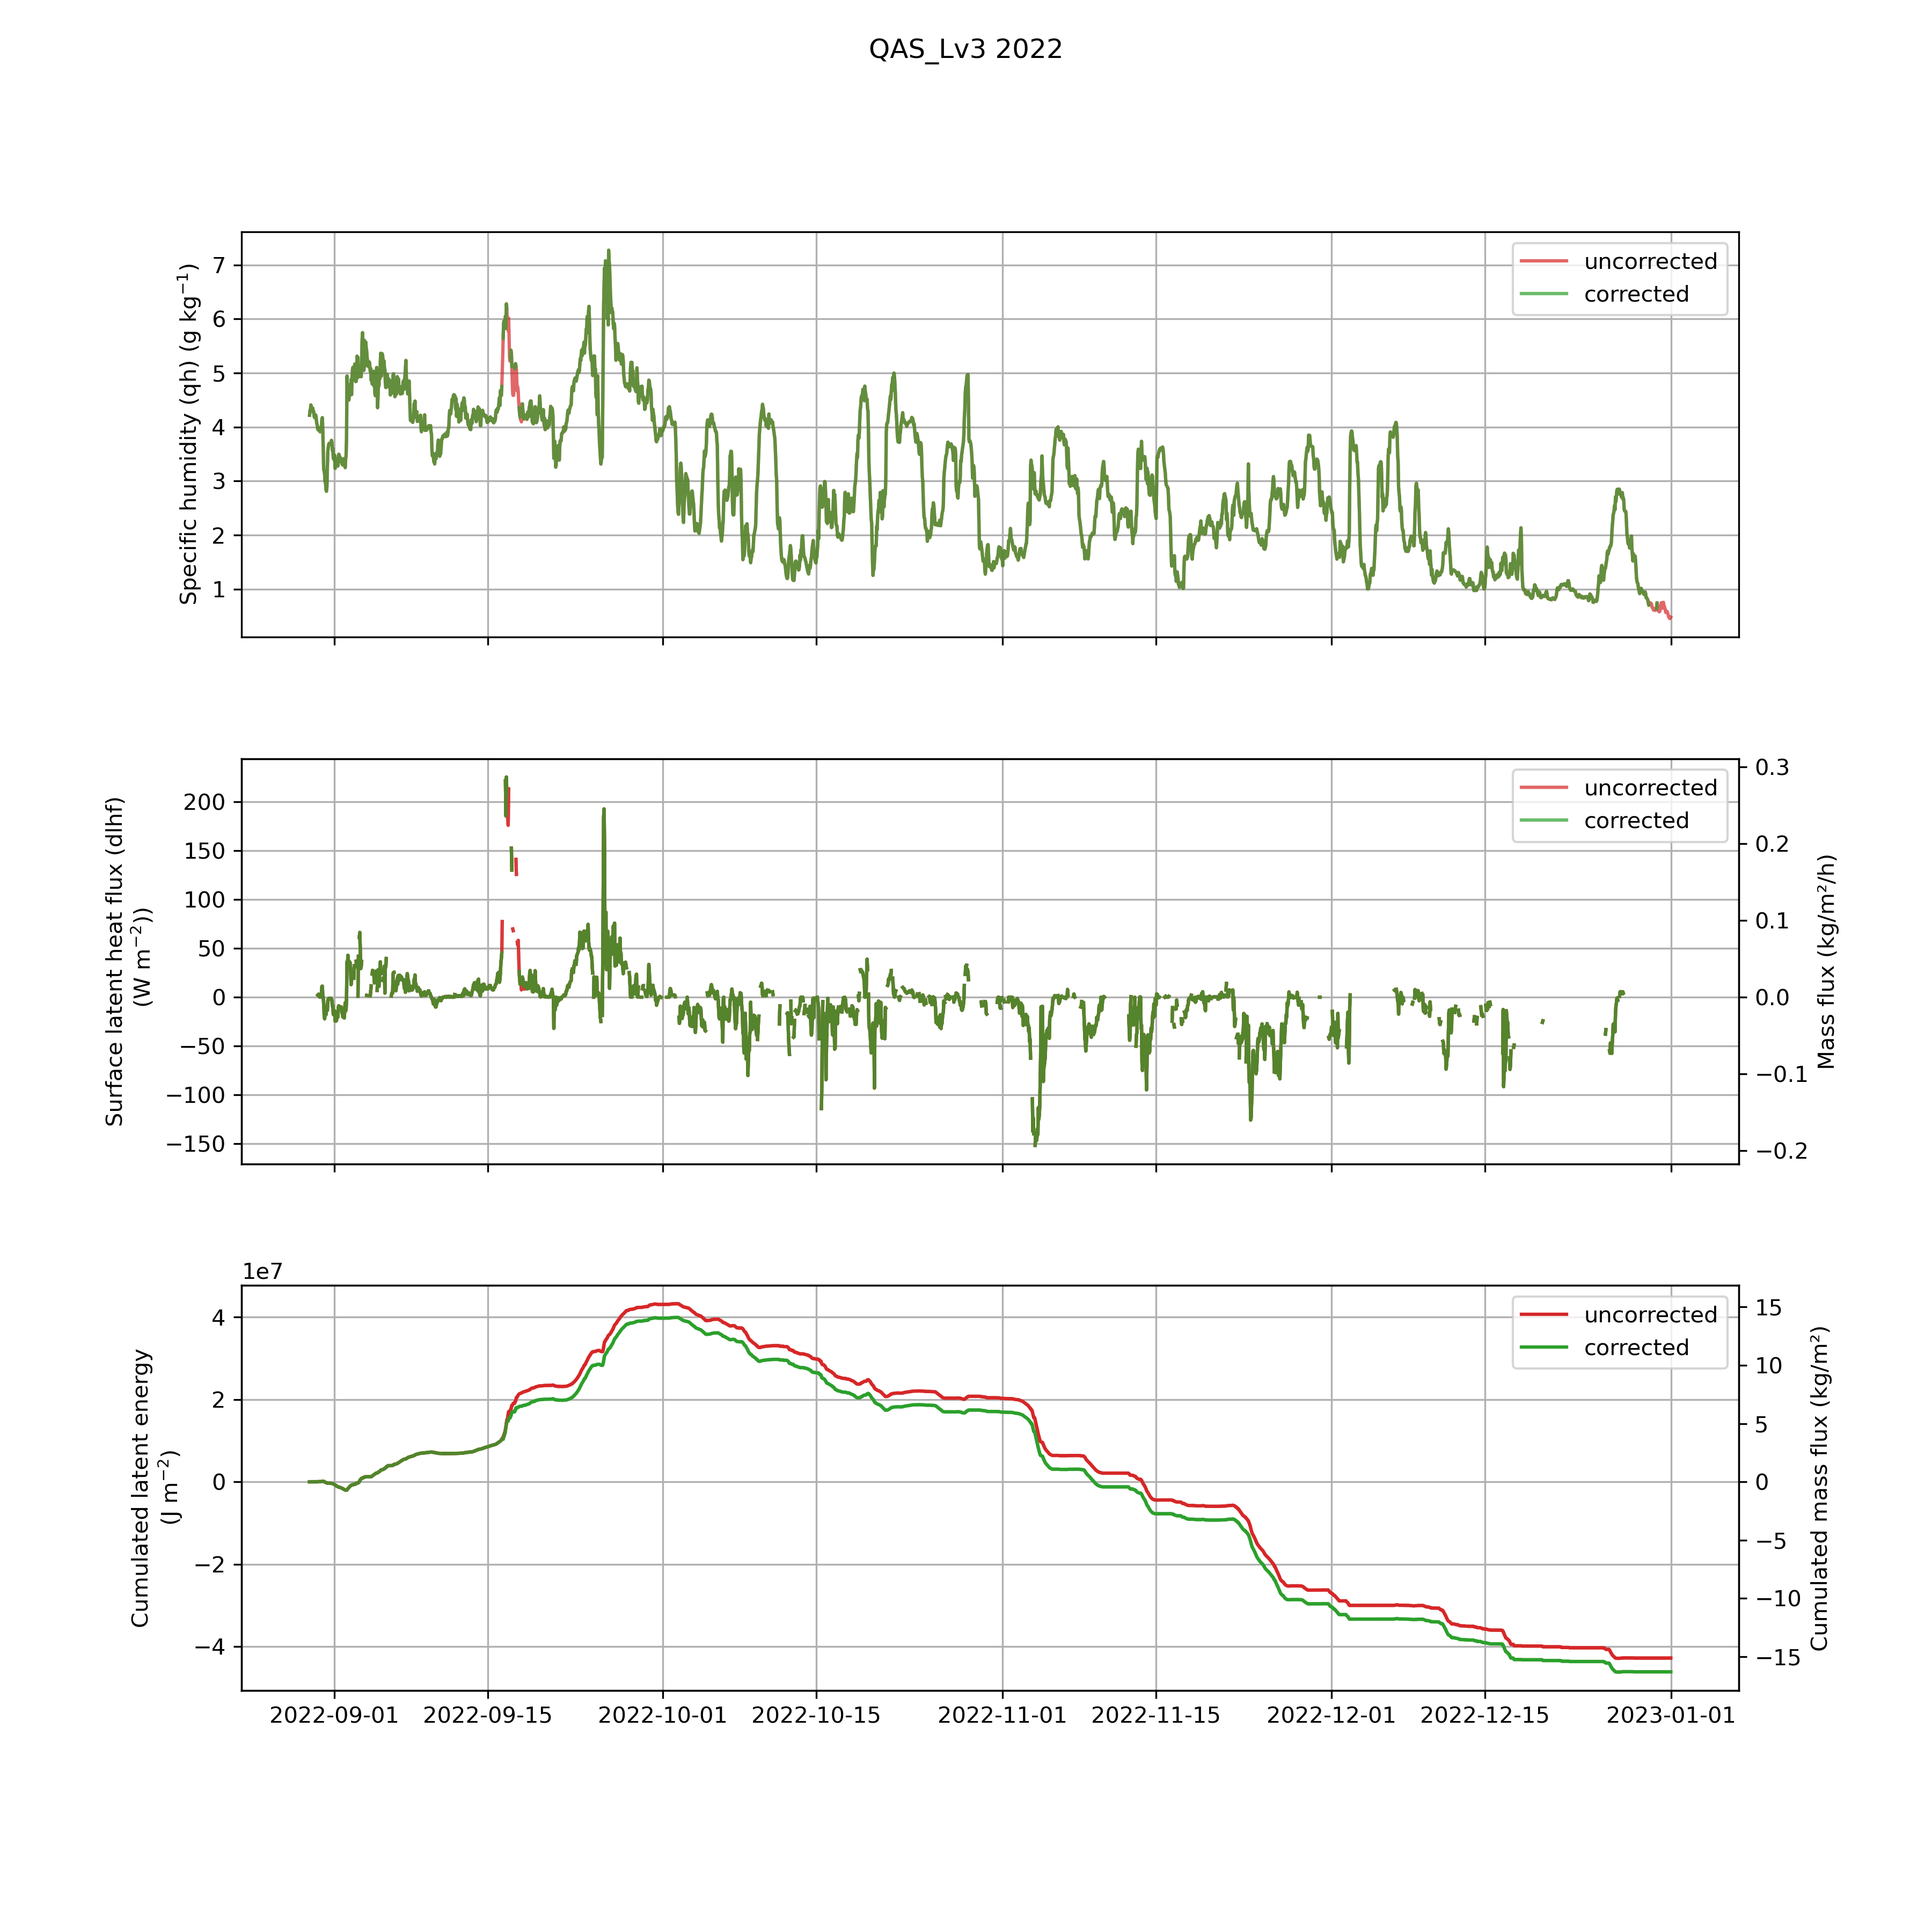 QAS_Lv3 2022
Specific humidity (qh) (g kg⁻¹)
7
6
5
4
3
2
1
uncorrected
corrected
Surface latent heat flux (dlhf)
(W m⁻²))
200
150
100
50
0
−50
−100
−150
uncorrected
corrected
0.3
0.2
0.1
0.0
−0.1
−0.2
Mass flux (kg/m²/h)
1e7
Cumulated latent energy
(J m⁻²)
4
2
0
−2
−4
uncorrected
corrected
15
10
5
0
−5
−10
−15
Cumulated mass flux (kg/m²)
2022-09-01 2022-09-15 2022-10-01 2022-10-15 2022-11-01 2022-11-15 2022-12-01 2022-12-15 2023-01-01